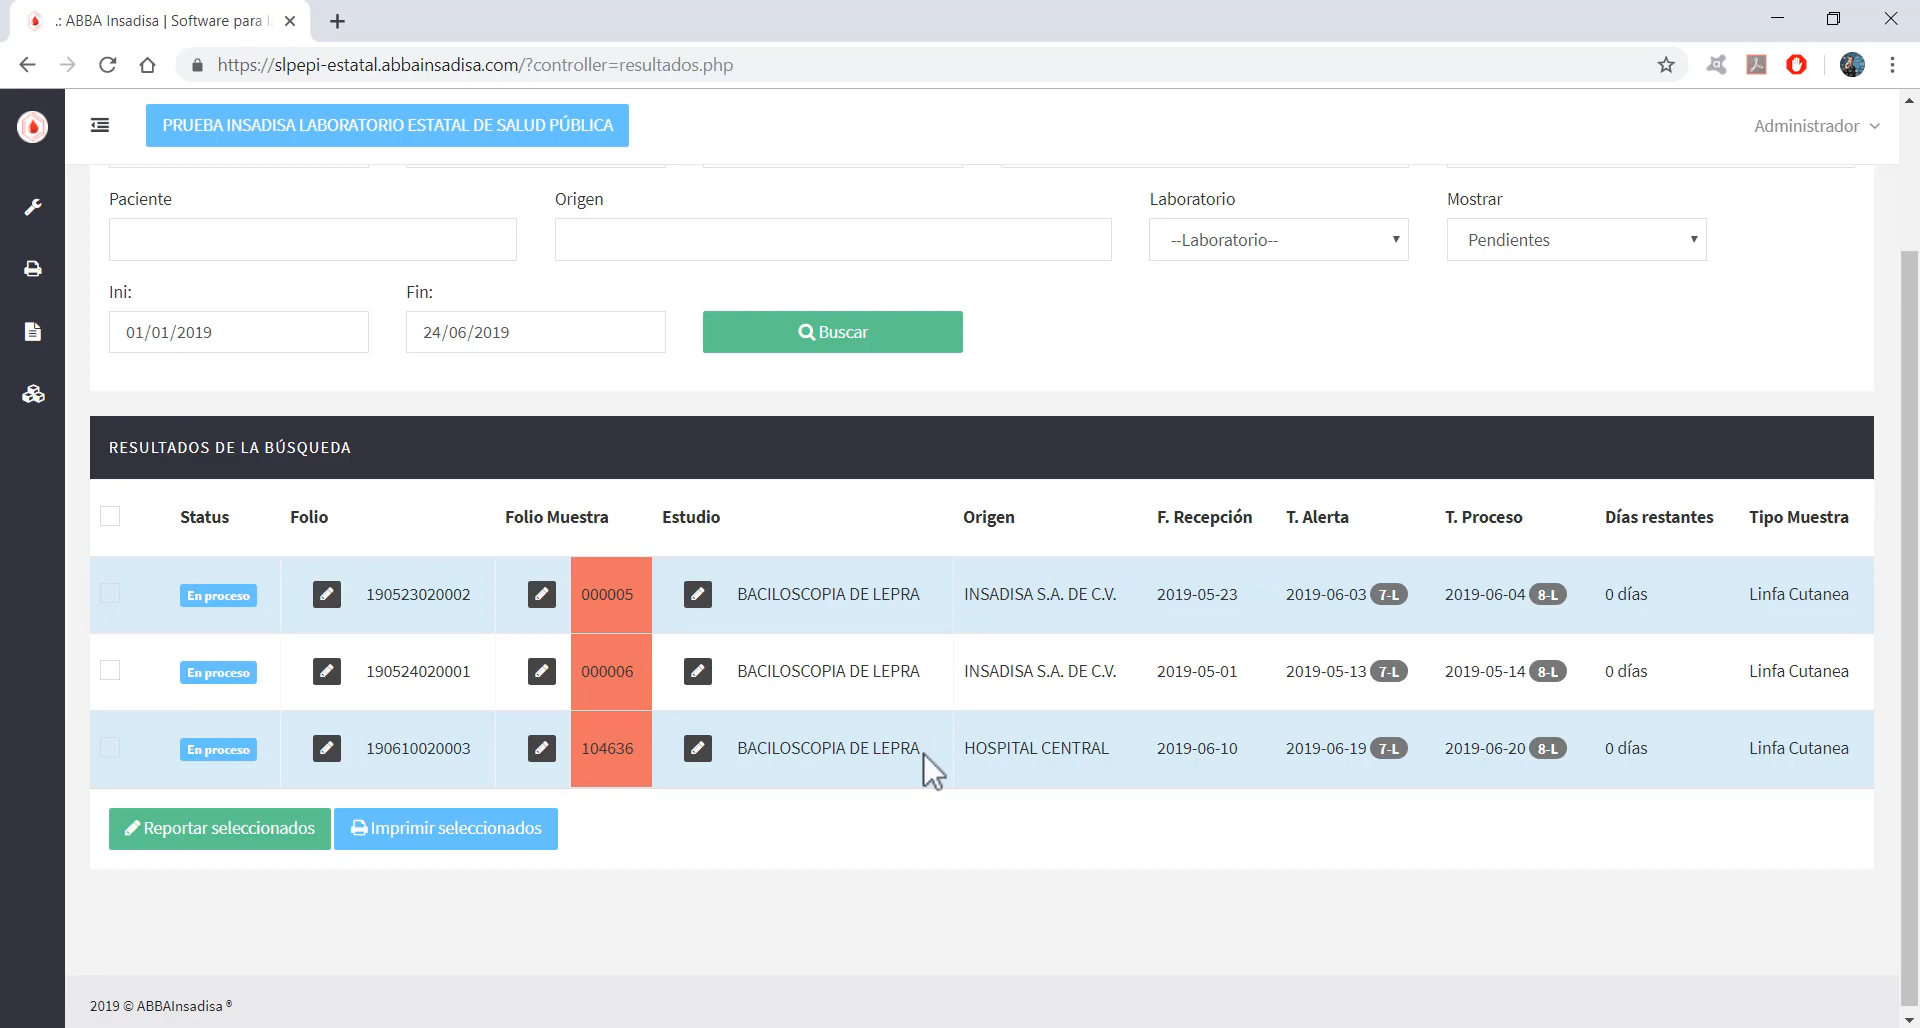 .: ABBA Insadisa | Software para l
https://slpepi-estatal.abbainsadisa.com/?controller=resultados.php
PRUEBA INSADISA LABORATORIO ESTATAL DE SALUD PÚBLICA
Administrador
Paciente Origen Laboratorio Mostrar
--Laboratorio-- Pendientes
Ini: Fin:
01/01/2019 24/06/2019 Buscar
RESULTADOS DE LA BÚSQUEDA
Status Folio Folio Muestra Estudio Origen F. Recepción T. Alerta T. Proceso Días restantes Tipo Muestra
En proceso 190523020002 000005 BACILOSCOPIA DE LEPRA INSADISA S.A. DE C.V. 2019-05-23 2019-06-03 7-L 2019-06-04 8-L 0 días Linfa Cutanea
En proceso 190524020001 000006 BACILOSCOPIA DE LEPRA INSADISA S.A. DE C.V. 2019-05-01 2019-05-13 7-L 2019-05-14 8-L 0 días Linfa Cutanea
En proceso 190610020003 104636 BACILOSCOPIA DE LEPRA HOSPITAL CENTRAL 2019-06-10 2019-06-19 7-L 2019-06-20 8-L 0 días Linfa Cutanea
Reportar seleccionados Imprimir seleccionados
2019 © ABBAInsadisa ®